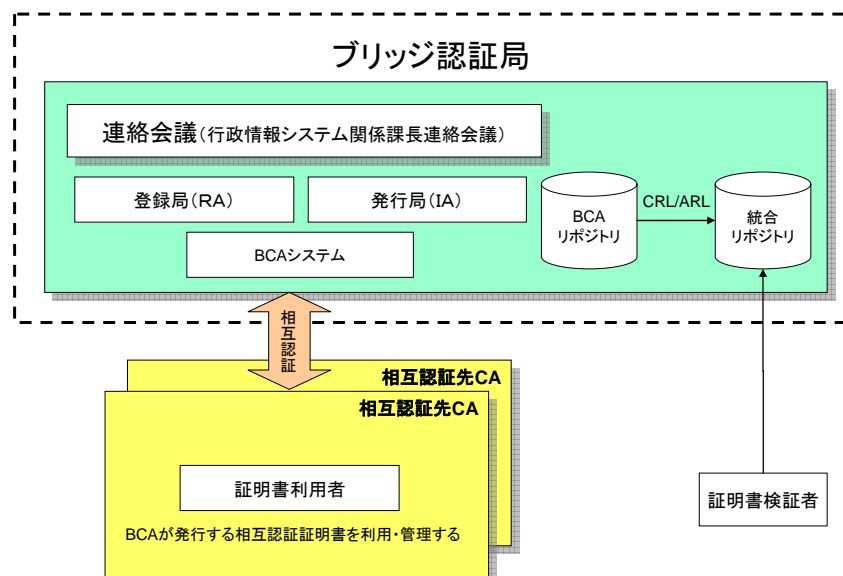 ブリッジ認証局
連絡会議(行政情報システム関係課長連絡会議)
登録局(RA)
発行局(IA)
BCAシステム
BCA
リポジトリ
CRL/ARL
統合
リポジトリ
相互認証
相互認証先CA
相互認証先CA
証明書利用者
BCAが発行する相互認証証明書を利用・管理する
証明書検証者